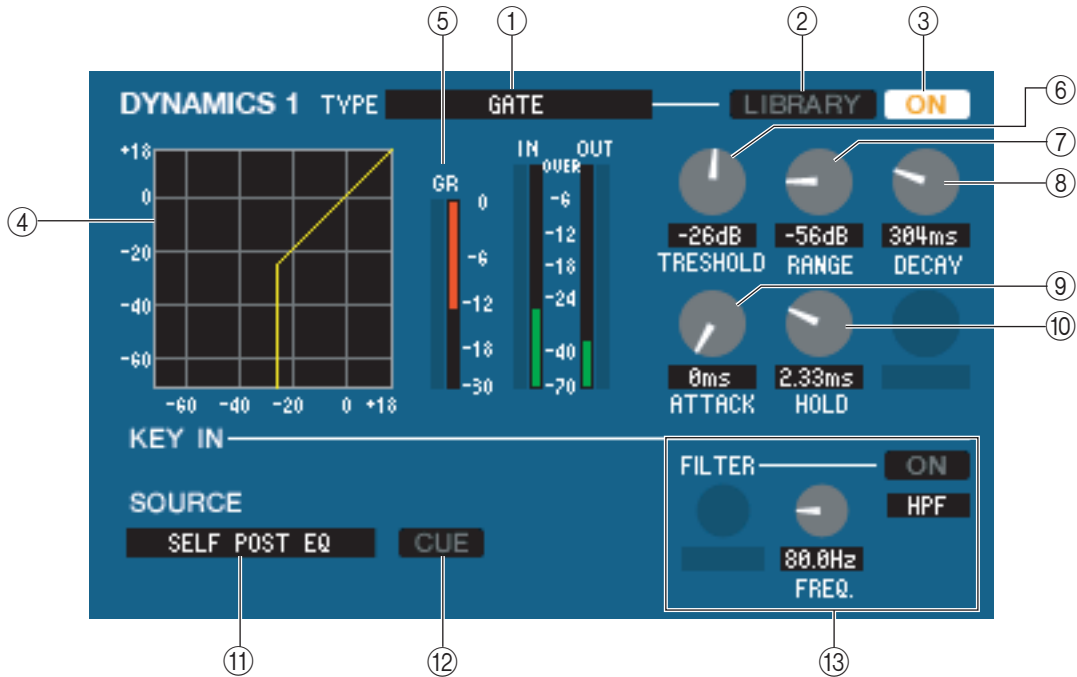 ⑤ ① ② ③
DYNAMICS 1 TYPE GATE LIBRARY ON
⑥
⑦
⑧
④
+18
0
-20
-40
-60
-60 -40 -20 0 +18
GR
0
-6
-12
-18
-30
IN OUT
OVER
-6
-12
-18
-24
-40
-70
-26dB -56dB 304ms
TRESHOLD RANGE DECAY
⑨
⑩
0ms 2.33ms
ATTACK HOLD
KEY IN
FILTER ON
HPF
SOURCE
SELF POST EQ CUE
80.0Hz
FREQ.
⑪ ⑫ ⑬